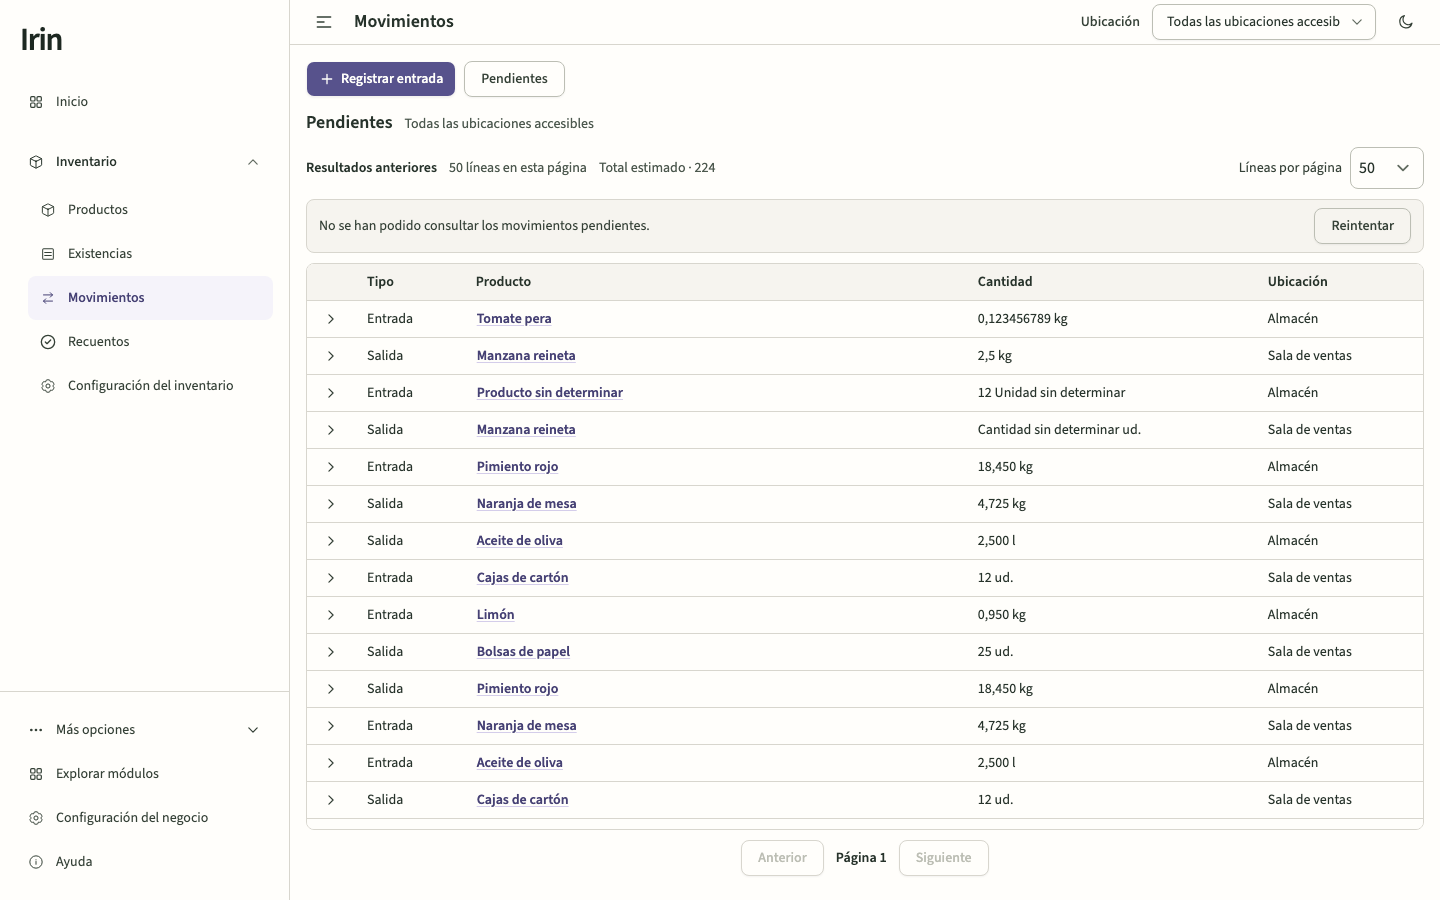 Irin
Inicio
Inventario
Productos
Existencias
Movimientos
Recuentos
Configuración del inventario
Más opciones
Explorar módulos
Configuración del negocio
Ayuda
Movimientos
Ubicación Todas las ubicaciones accesib
Registrar entrada Pendientes
Pendientes Todas las ubicaciones accesibles
Resultados anteriores 50 líneas en esta página Total estimado · 224 Líneas por página 50
No se han podido consultar los movimientos pendientes. Reintentar
Tipo Producto Cantidad Ubicación
Entrada Tomate pera 0,123456789 kg Almacén
Salida Manzana reineta 2,5 kg Sala de ventas
Entrada Producto sin determinar 12 Unidad sin determinar Almacén
Salida Manzana reineta Cantidad sin determinar ud. Sala de ventas
Entrada Pimiento rojo 18,450 kg Almacén
Salida Naranja de mesa 4,725 kg Sala de ventas
Salida Aceite de oliva 2,500 l Almacén
Entrada Cajas de cartón 12 ud. Sala de ventas
Entrada Limón 0,950 kg Almacén
Salida Bolsas de papel 25 ud. Sala de ventas
Salida Pimiento rojo 18,450 kg Almacén
Entrada Naranja de mesa 4,725 kg Sala de ventas
Entrada Aceite de oliva 2,500 l Almacén
Salida Cajas de cartón 12 ud. Sala de ventas
Anterior Página 1 Siguiente